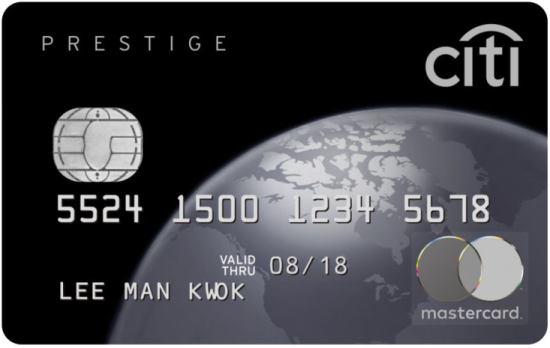 PRESTIGE
citi
5524 1500 1234 5678
VALID THRU 08/18
LEE MAN KWOK
mastercard.